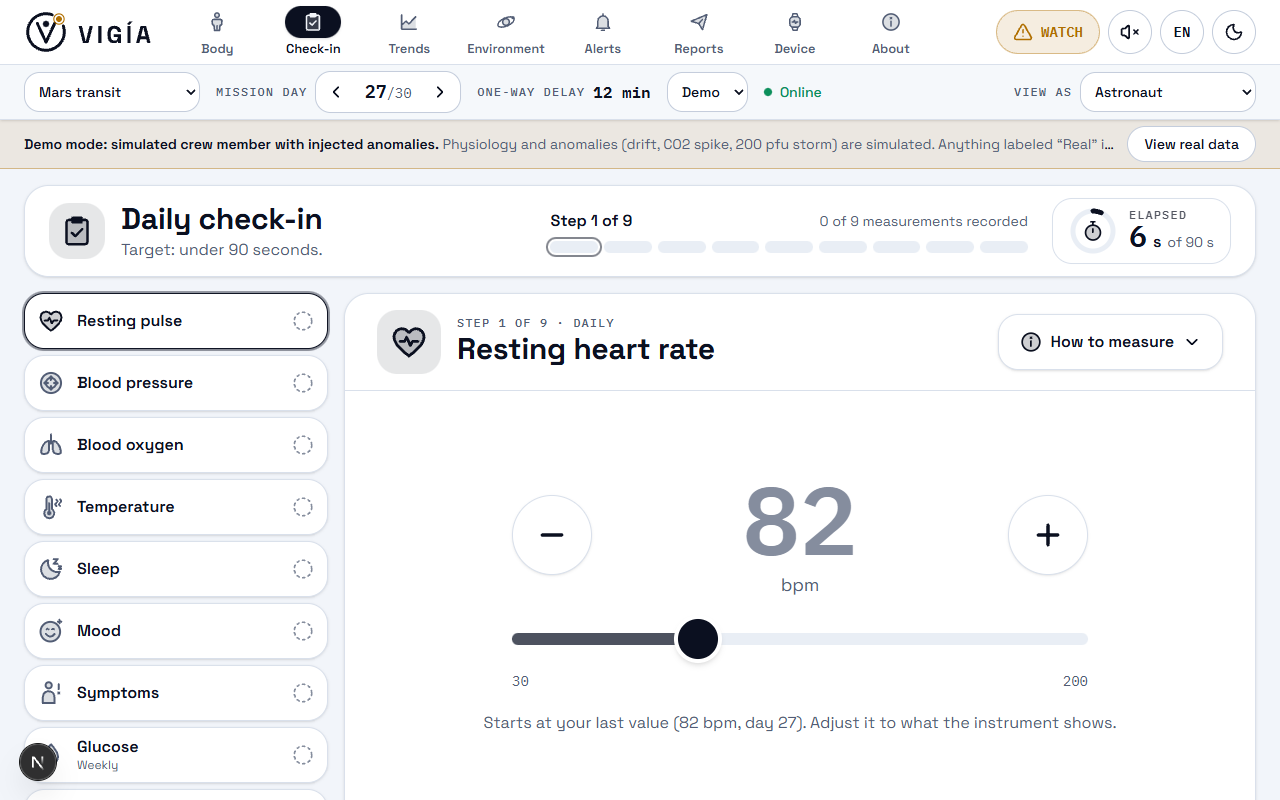 VIGÍA
Body
Check-in
Trends
Environment
Alerts
Reports
Device
About
WATCH
EN
Mars transit
MISSION DAY
27/30
ONE-WAY DELAY 12 min
Demo
Online
VIEW AS
Astronaut
Demo mode: simulated crew member with injected anomalies. Physiology and anomalies (drift, CO2 spike, 200 pfu storm) are simulated. Anything labeled “Real” i...
View real data
Daily check-in
Target: under 90 seconds.
Step 1 of 9
0 of 9 measurements recorded
ELAPSED
6 s of 90 s
Resting pulse
Blood pressure
Blood oxygen
Temperature
Sleep
Mood
Symptoms
Glucose
Weekly
N
STEP 1 OF 9 · DAILY
Resting heart rate
How to measure
82
bpm
30
200
Starts at your last value (82 bpm, day 27). Adjust it to what the instrument shows.